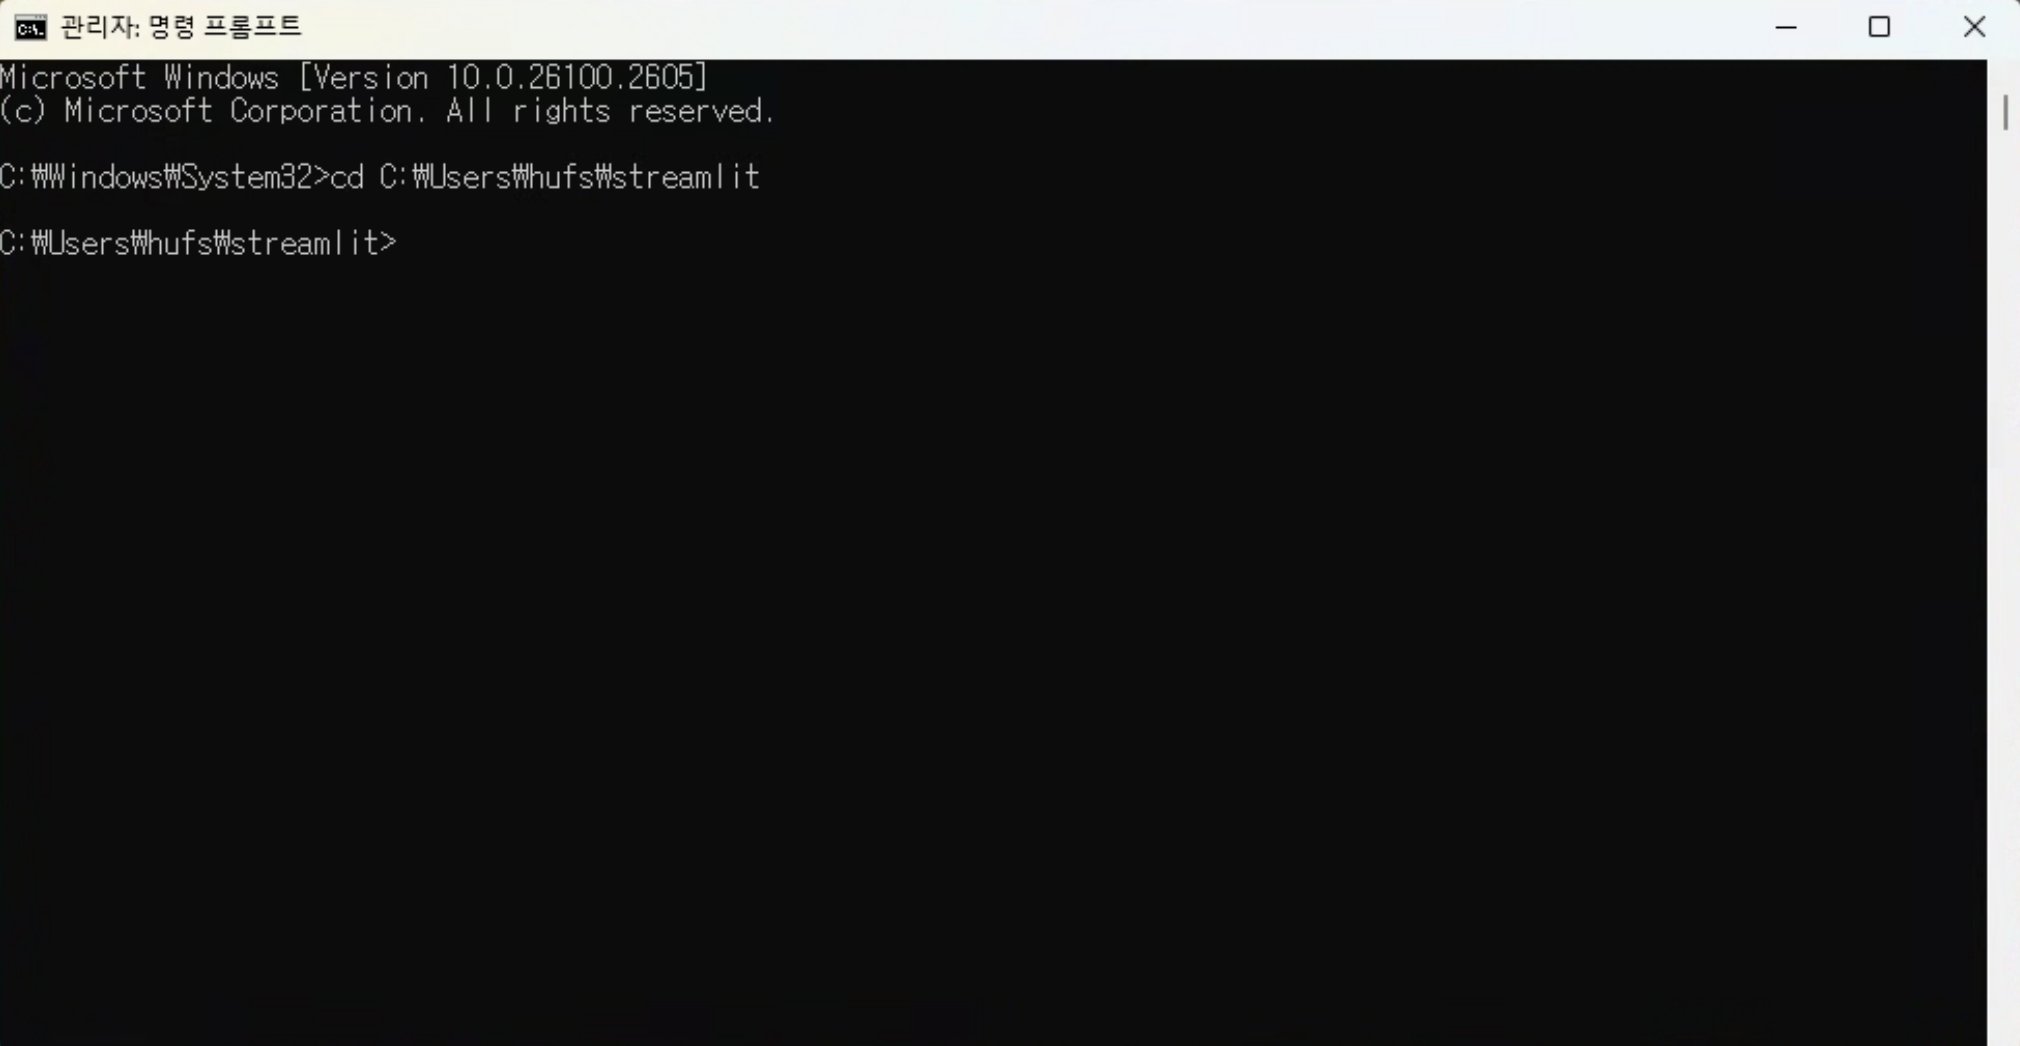 관리자: 명령 프롬프트
Microsoft Windows [Version 10.0.26100.2605]
(c) Microsoft Corporation. All rights reserved.
C:₩Windows₩System32>cd C:₩Users₩hufs₩streamlit
C:₩Users₩hufs₩streamlit>